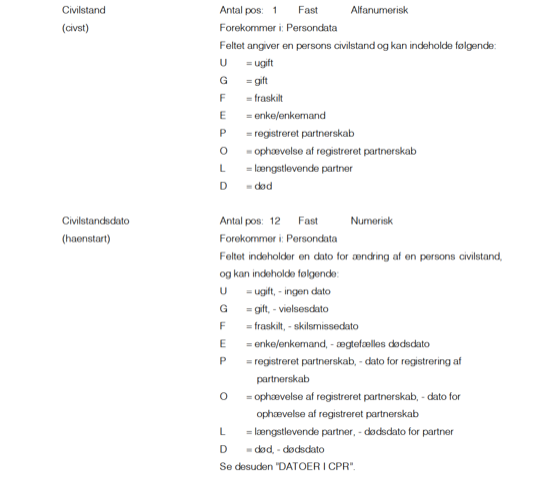 Civilstand Antal pos: 1 Fast Alfanumerisk
(civst) Forekommer i: Persondata
Feltet angiver en persons civilstand og kan indeholde følgende:
U = ugift
G = gift
F = fraskilt
E = enke/enkemand
P = registreret partnerskab
O = ophævelse af registreret partnerskab
L = længstlevende partner
D = død
Civilstandsdato Antal pos: 12 Fast Numerisk
(haenstart) Forekommer i: Persondata
Feltet indeholder en dato for ændring af en persons civilstand,
og kan indeholde følgende:
U = ugift, - ingen dato
G = gift, - vielsesdato
F = fraskilt, - skilsmissedato
E = enke/enkemand, - ægtefælles dødsdato
P = registreret partnerskab, - dato for registrering af
partnerskab
O = ophævelse af registreret partnerskab, - dato for
ophævelse af registreret partnerskab
L = længstlevende partner, - dødsdato for partner
D = død, - dødsdato
Se desuden "DATOER I CPR".